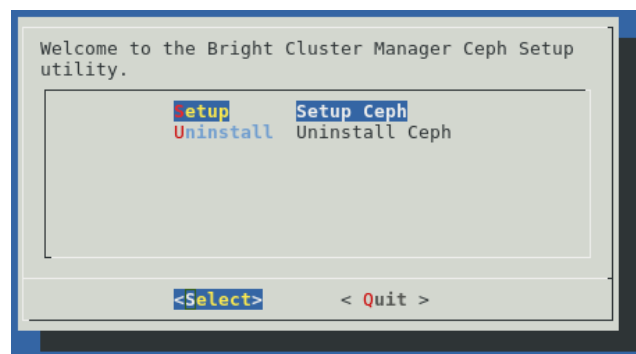 Welcome to the Bright Cluster Manager Ceph Setup
utility.
Setup Setup Ceph
Uninstall Uninstall Ceph
<Select> < Quit >